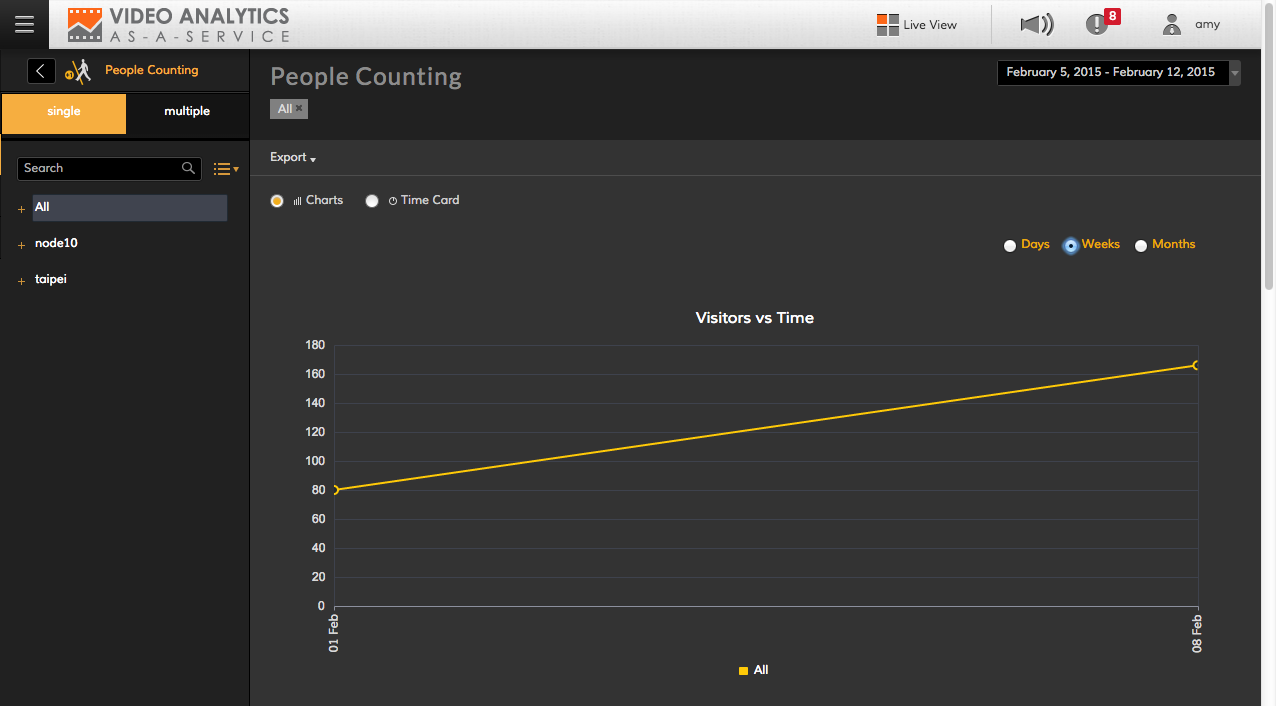 VIDEO ANALYTICS
AS-A-SERVICE
Live View
8
amy
People Counting
single
multiple
Search
All
node10
taipei
People Counting
February 5, 2015 - February 12, 2015
All ×
Export
Charts
Time Card
Days
Weeks
Months
Visitors vs Time
180
160
140
120
100
80
60
40
20
0
01 Feb
08 Feb
All